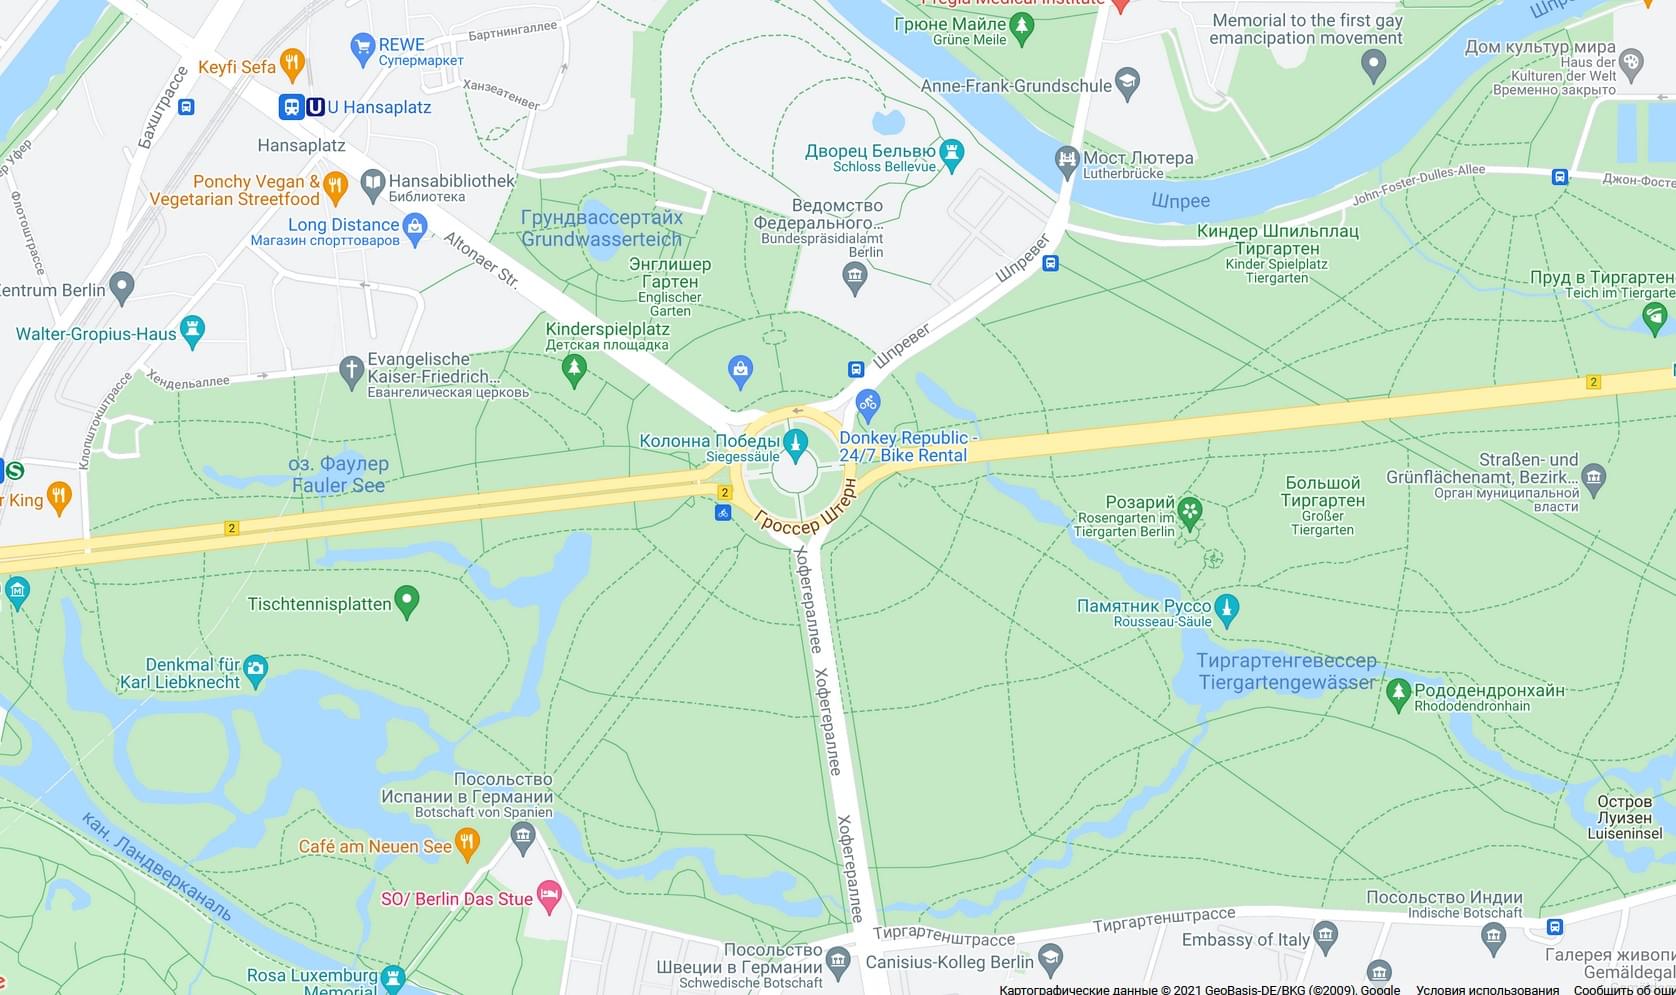 Pregla Medical Institute
Грюне Майле
Grüne Meile
Memorial to the first gay
emancipation movement
Дом культур мира
Haus der
Kulturen der Welt
Временно закрыто
Бартнингаллее
REWE
Супермаркет
Keyfi Sefa
Ханзеатенвег
Anne-Frank-Grundschule
U
U Hansaplatz
Бахштрассе
Hansaplatz
Дворец Бельвю
Schloss Bellevue
Мост Лютера
Lutherbrücke
John-Foster-Dulles-Allee
Шпрее
Ponchy Vegan &
Vegetarian Streetfood
Hansabibliothek
Библиотека
Флотоштрассе
Long Distance
Магазин спорттоваров
Грундвассертайх
Grundwasserteich
Ведомство
Федерального...
Bundespräsidialamt
Berlin
Киндер Шпильплац
Тиргартен
Kinder Spielplatz
Tiergarten
Altonaer Str.
Шпревег
Энглишер
Гартен
Englischer
Garten
Zentrum Berlin
Пруд в Тиргартен
Teich im Tiergarte
Walter-Gropius-Haus
Kinderspielplatz
Детская площадка
Шпревег
Evangelische
Kaiser-Friedrich...
Евангелическая церковь
Хендельаллее
2
Клопштокштрассе
Колонна Победы
Siegessäule
Donkey Republic -
24/7 Bike Rental
оз. Фаулер
Fauler See
S
r King
2
2
Гроссер Штерн
Розарий
Rosengarten im
Tiergarten Berlin
Большой
Тиргартен
Großer
Tiergarten
Straßen- und
Grünflächenamt, Bezirk...
Орган муниципальной
власти
Хофегераллее
Tischtennisplatten
Памятник Руссо
Rousseau-Säule
Denkmal für
Karl Liebknecht
Тиргартенгевессер
Tiergartengewässer
Рододендронхайн
Rhododendronhain
Хофегераллее
Посольство
Испании в Германии
Botschaft von Spanien
Остров
Луизен
Luiseninsel
Café am Neuen See
кан. Ландверканаль
Хофегераллее
SO/ Berlin Das Stue
Посольство Индии
Indische Botschaft
Тиргартенштрассе
Тиргартенштрассе
Embassy of Italy
Посольство
Швеции в Германии
Schwedische Botschaft
Canisius-Kolleg Berlin
Галерея живопи
Gemäldegal
Rosa Luxemburg
Memorial
Картографические данные © 2021 GeoBasis-DE/BKG (©2009), Google
Условия использования
Сообщить об оши